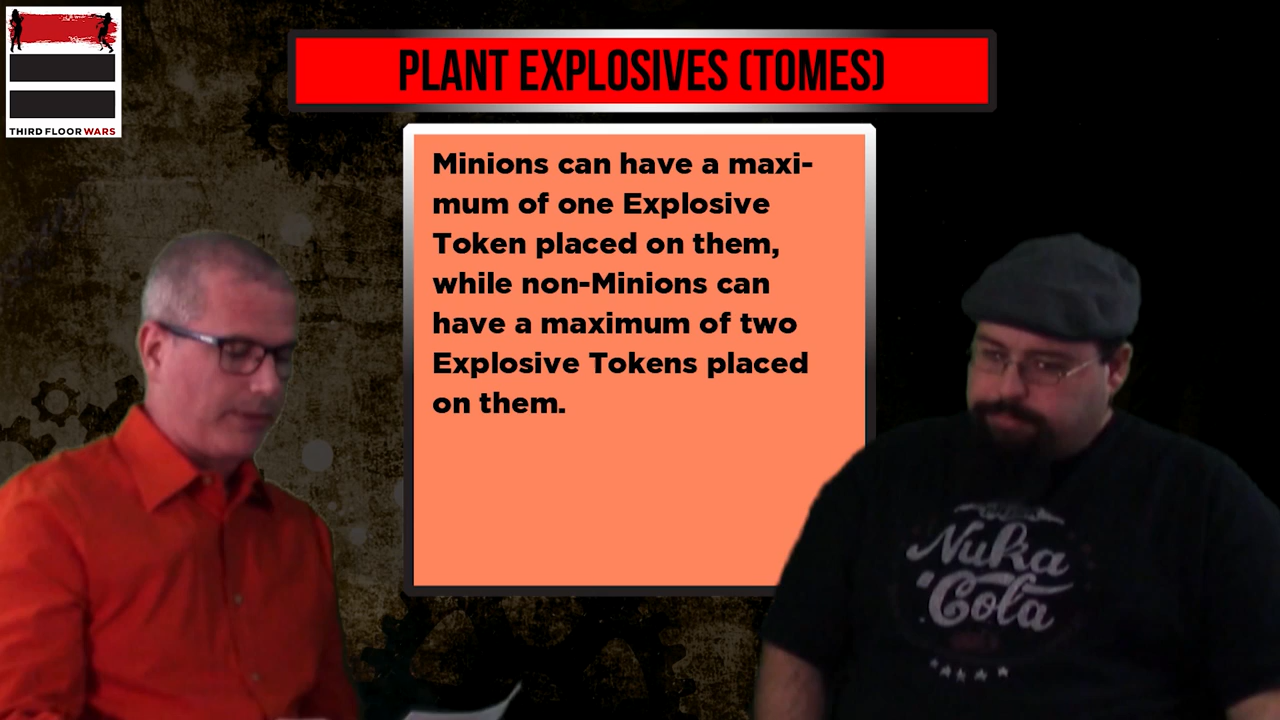 PLANT EXPLOSIVES (TOMES)
THIRD FLOOR WARS
Minions can have a maxi-
mum of one Explosive
Token placed on them,
while non-Minions can
have a maximum of two
Explosive Tokens placed
on them.
Nuka
Cola